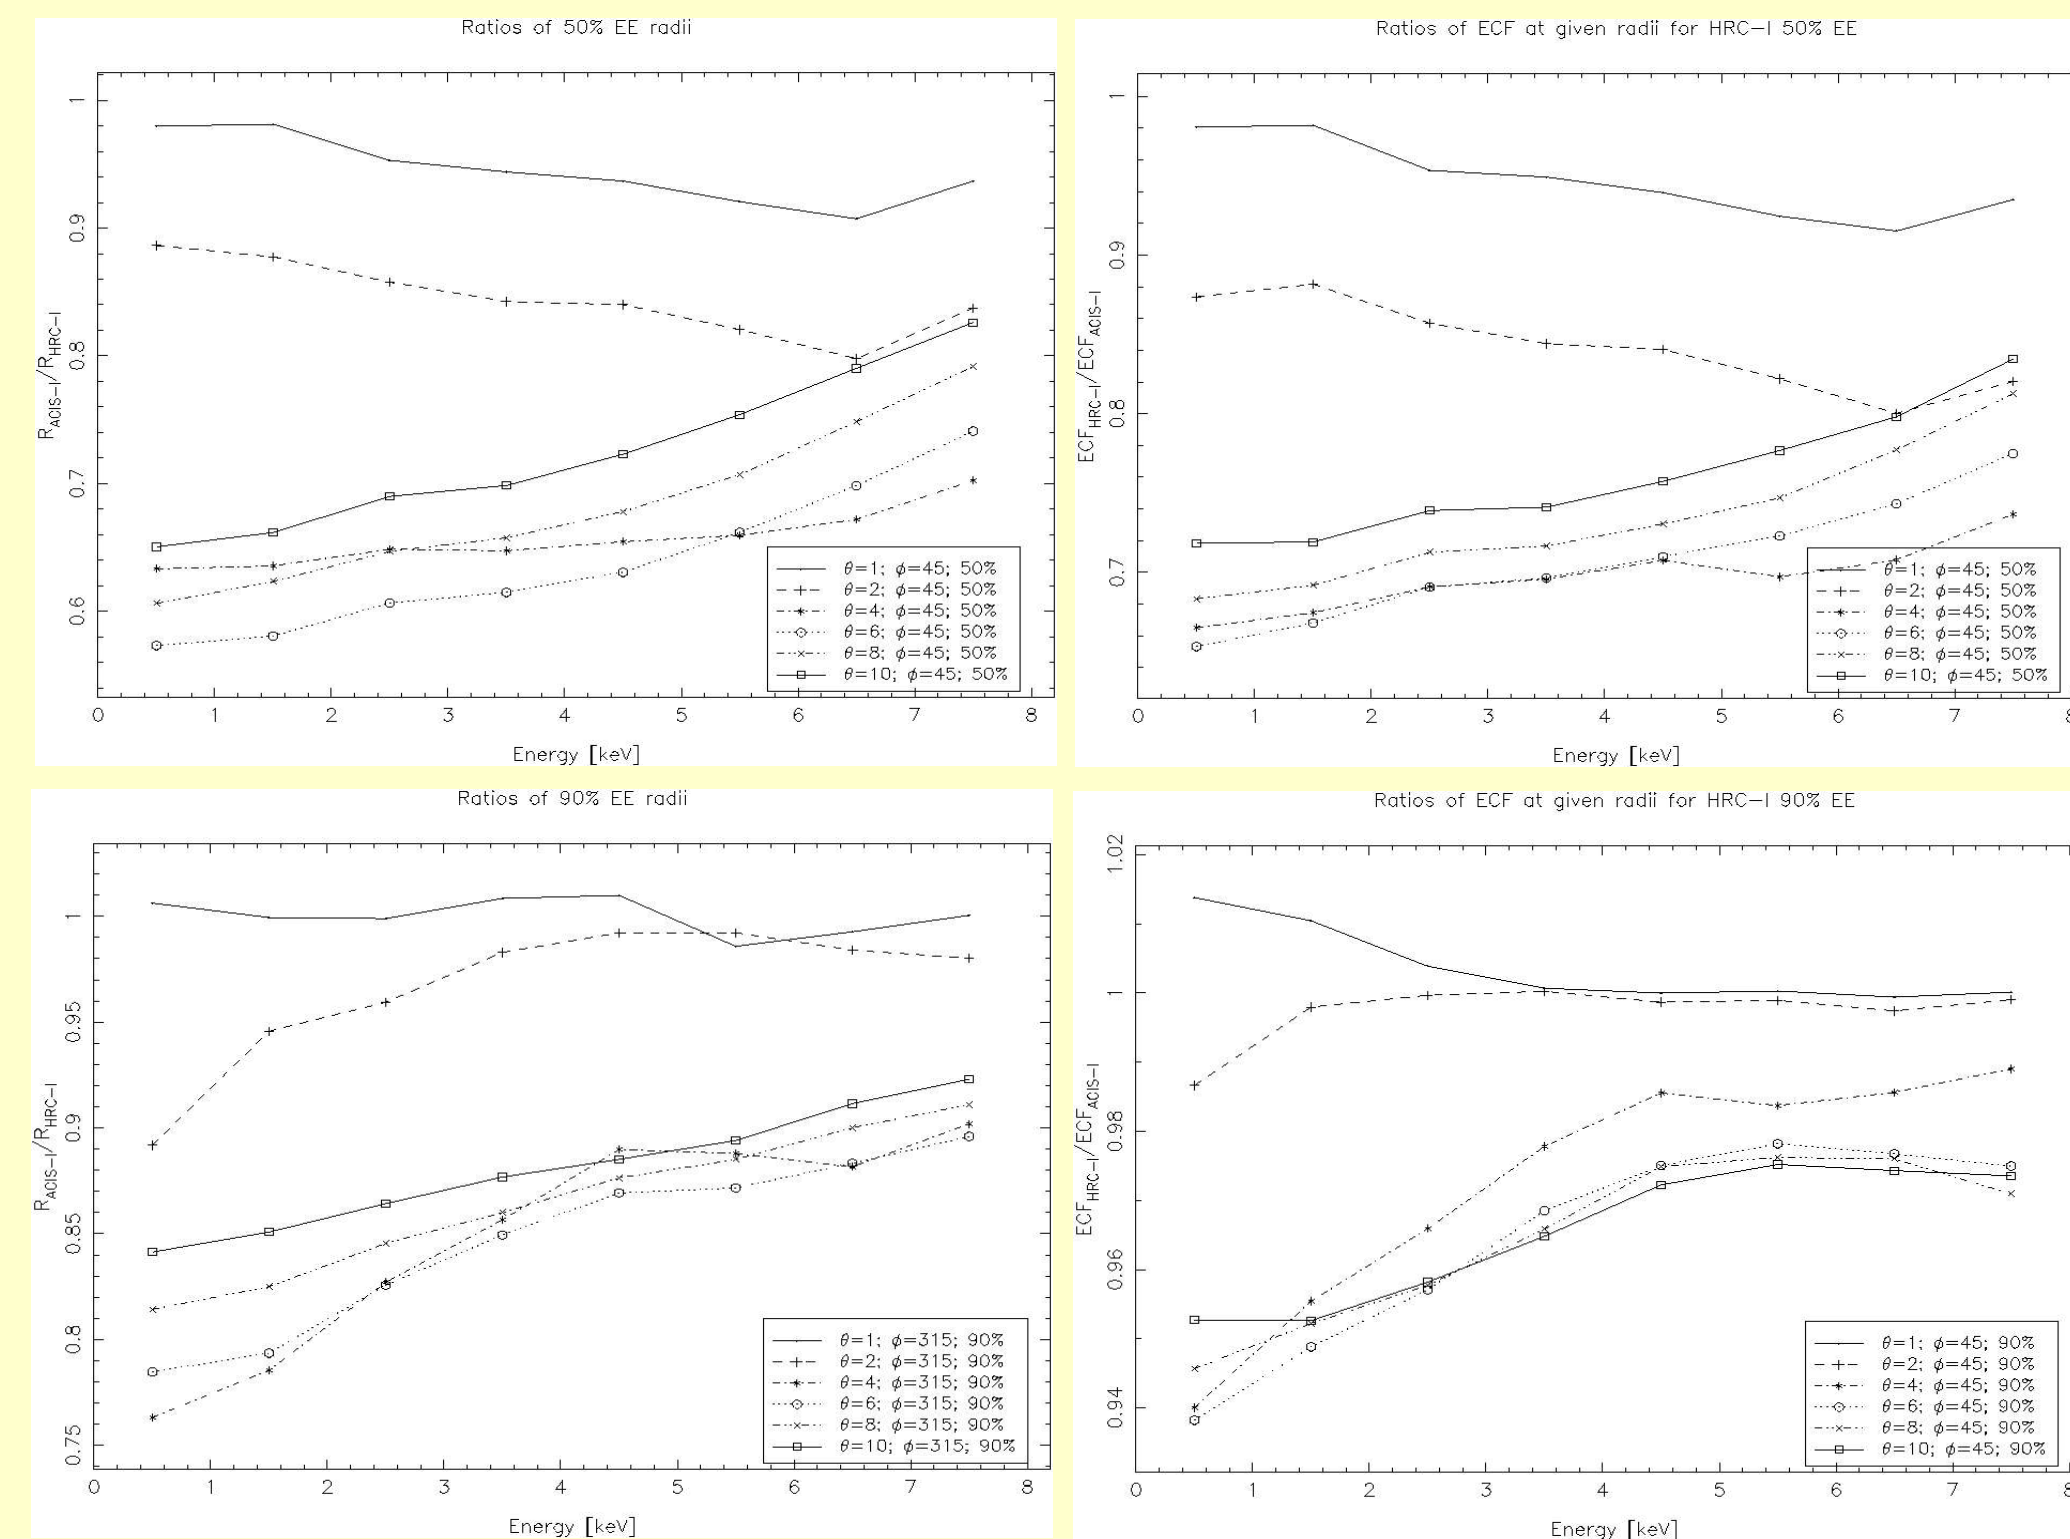 Ratios of 50% EE radii
1
0.9
0.8
0.7
0.6
R_ACIS−I/R_HRC−I
θ=1; ϕ=45; 50%
θ=2; ϕ=45; 50%
θ=4; ϕ=45; 50%
θ=6; ϕ=45; 50%
θ=8; ϕ=45; 50%
θ=10; ϕ=45; 50%
0 1 2 3 4 5 6 7 8
Energy [keV]
Ratios of ECF at given radii for HRC−I 50% EE
1
0.9
0.8
0.7
ECF_HRC−I/ECF_ACIS−I
θ=1; ϕ=45; 50%
θ=2; ϕ=45; 50%
θ=4; ϕ=45; 50%
θ=6; ϕ=45; 50%
θ=8; ϕ=45; 50%
θ=10; ϕ=45; 50%
0 1 2 3 4 5 6 7 8
Energy [keV]
Ratios of 90% EE radii
1
0.95
0.9
0.85
0.8
0.75
R_ACIS−I/R_HRC−I
θ=1; ϕ=315; 90%
θ=2; ϕ=315; 90%
θ=4; ϕ=315; 90%
θ=6; ϕ=315; 90%
θ=8; ϕ=315; 90%
θ=10; ϕ=315; 90%
0 1 2 3 4 5 6 7 8
Energy [keV]
Ratios of ECF at given radii for HRC−I 90% EE
1.02
1
0.98
0.96
0.94
ECF_HRC−I/ECF_ACIS−I
θ=1; ϕ=45; 90%
θ=2; ϕ=45; 90%
θ=4; ϕ=45; 90%
θ=6; ϕ=45; 90%
θ=8; ϕ=45; 90%
θ=10; ϕ=45; 90%
0 1 2 3 4 5 6 7 8
Energy [keV]